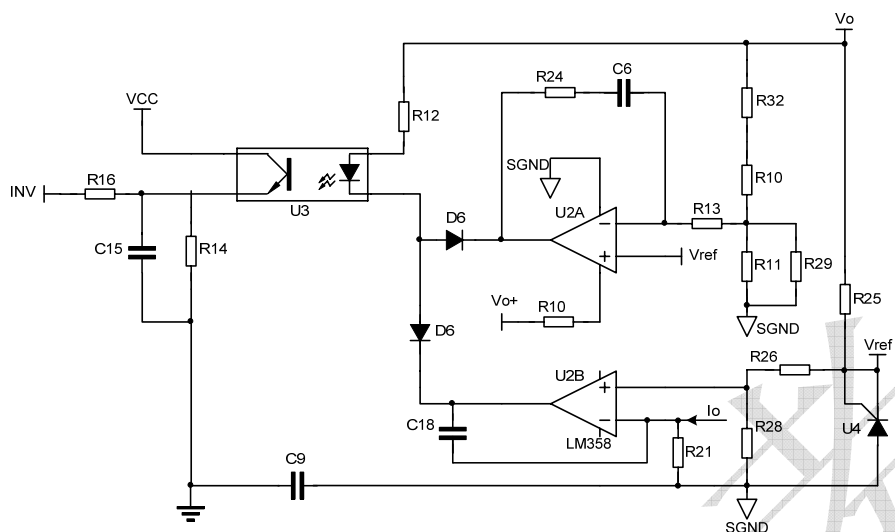 Vo
R24
C6
VCC
R12
R32
SGND
R10
INV
R16
U3
U2A
R13
C15
R14
D6
Vref
R11
R29
Vo+
R10
R25
SGND
D6
Vref
U2B
R26
C18
Io
R28
U4
LM358
R21
C9
SGND